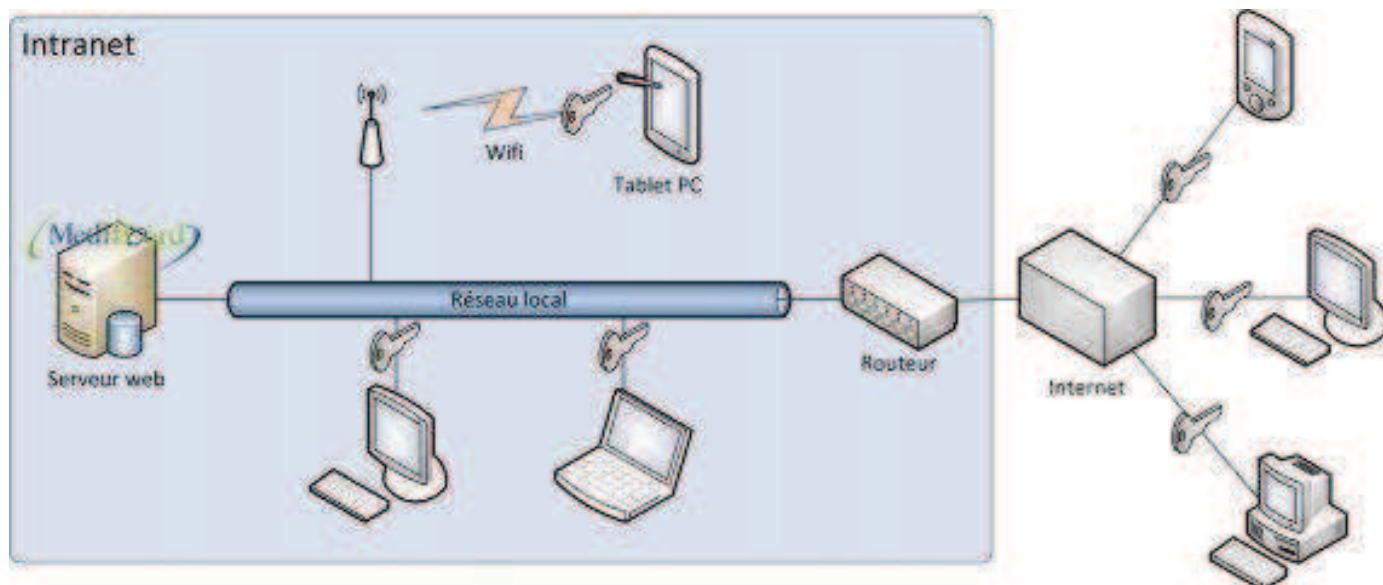 Intranet
Wifi
Tablet PC
Réseau local
Serveur web
Routeur
Internet